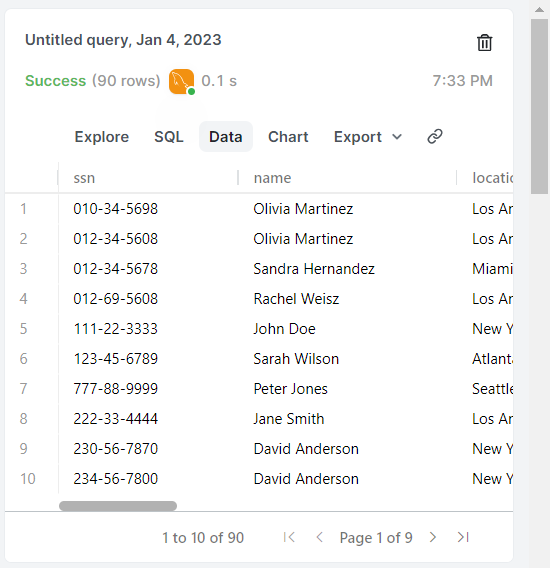 Untitled query, Jan 4, 2023
Success (90 rows) 0.1 s 7:33 PM
Explore SQL Data Chart Export
ssn name locatio
1 010-34-5698 Olivia Martinez Los An
2 012-34-5608 Olivia Martinez Los An
3 012-34-5678 Sandra Hernandez Miami
4 012-69-5608 Rachel Weisz Los An
5 111-22-3333 John Doe New Y
6 123-45-6789 Sarah Wilson Atlanta
7 777-88-9999 Peter Jones Seattle
8 222-33-4444 Jane Smith Los An
9 230-56-7870 David Anderson New Y
10 234-56-7800 David Anderson New Y
1 to 10 of 90 Page 1 of 9